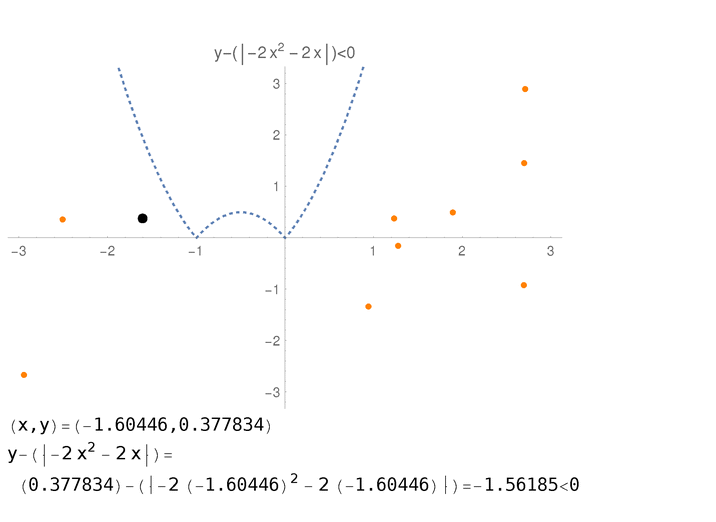 y−(|−2 x² − 2 x|)<0
3
2
1
−3 −2 −1 1 2 3
−1
−2
−3
(x,y)=(−1.60446,0.377834)
y−(|−2 x² − 2 x|)=
(0.377834)−(|−2 (−1.60446)² − 2 (−1.60446) |)=−1.56185<0